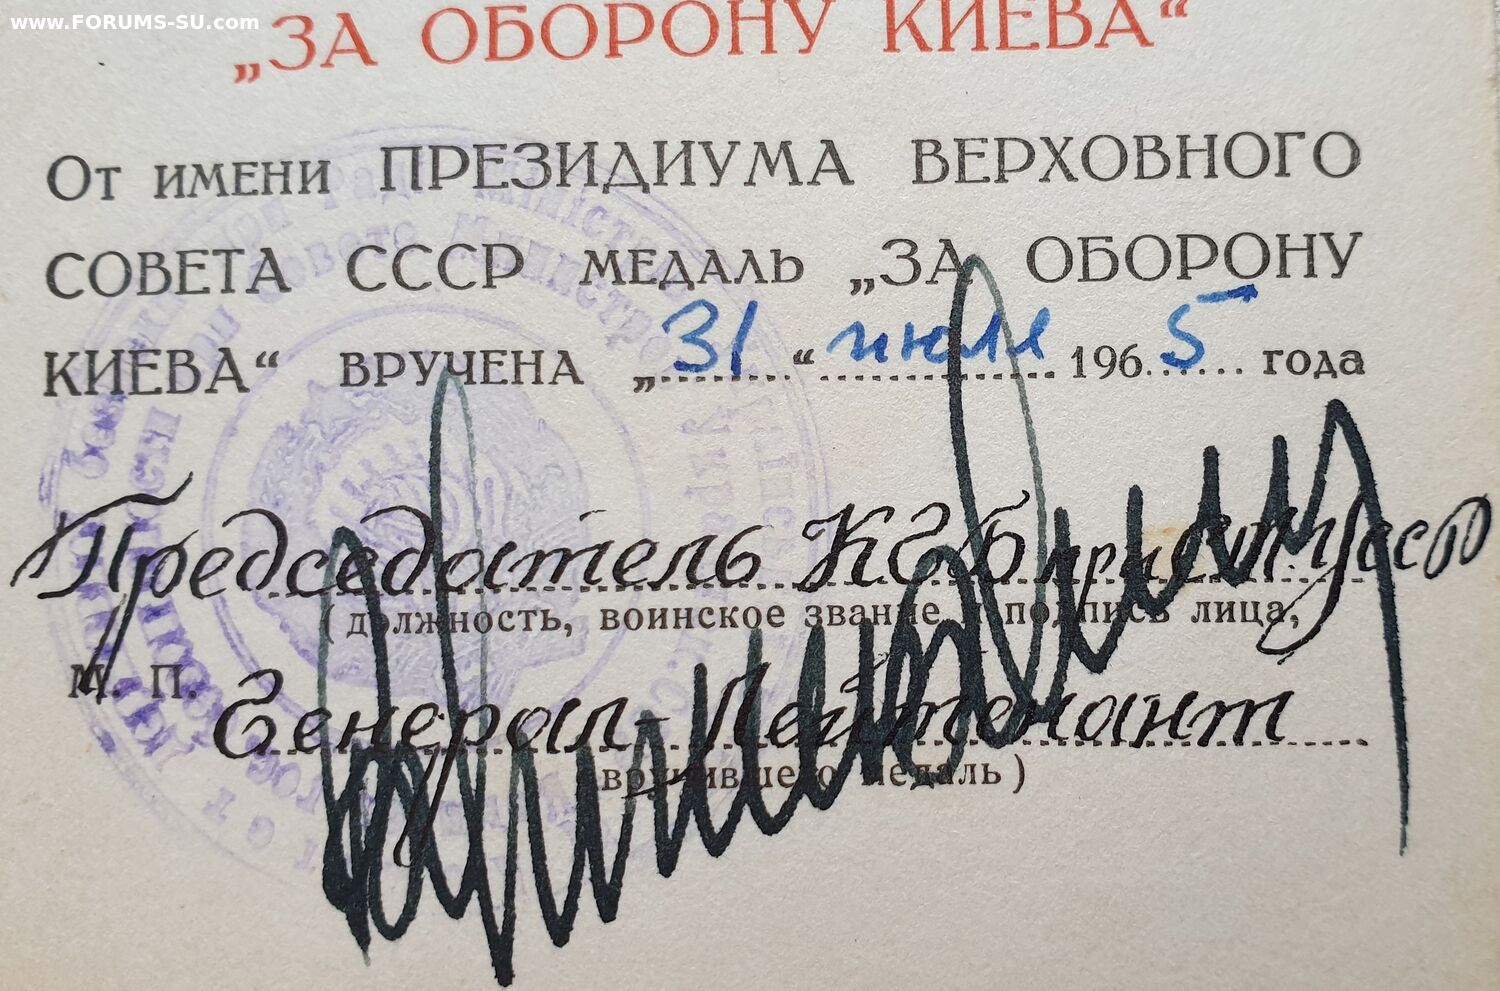 www.FORUMS-SU.com
„ЗА ОБОРОНУ КИЕВА“
От имени ПРЕЗИДИУМА ВЕРХОВНОГО
СОВЕТА СССР медаль „ЗА ОБОРОНУ
КИЕВА“ вручена „31“ июля 1965 года
Председатель КГБ при СМ УССР
(должность, воинское звание и подпись лица,
М. П. Генерал-Лейтенант
вручившего медаль)